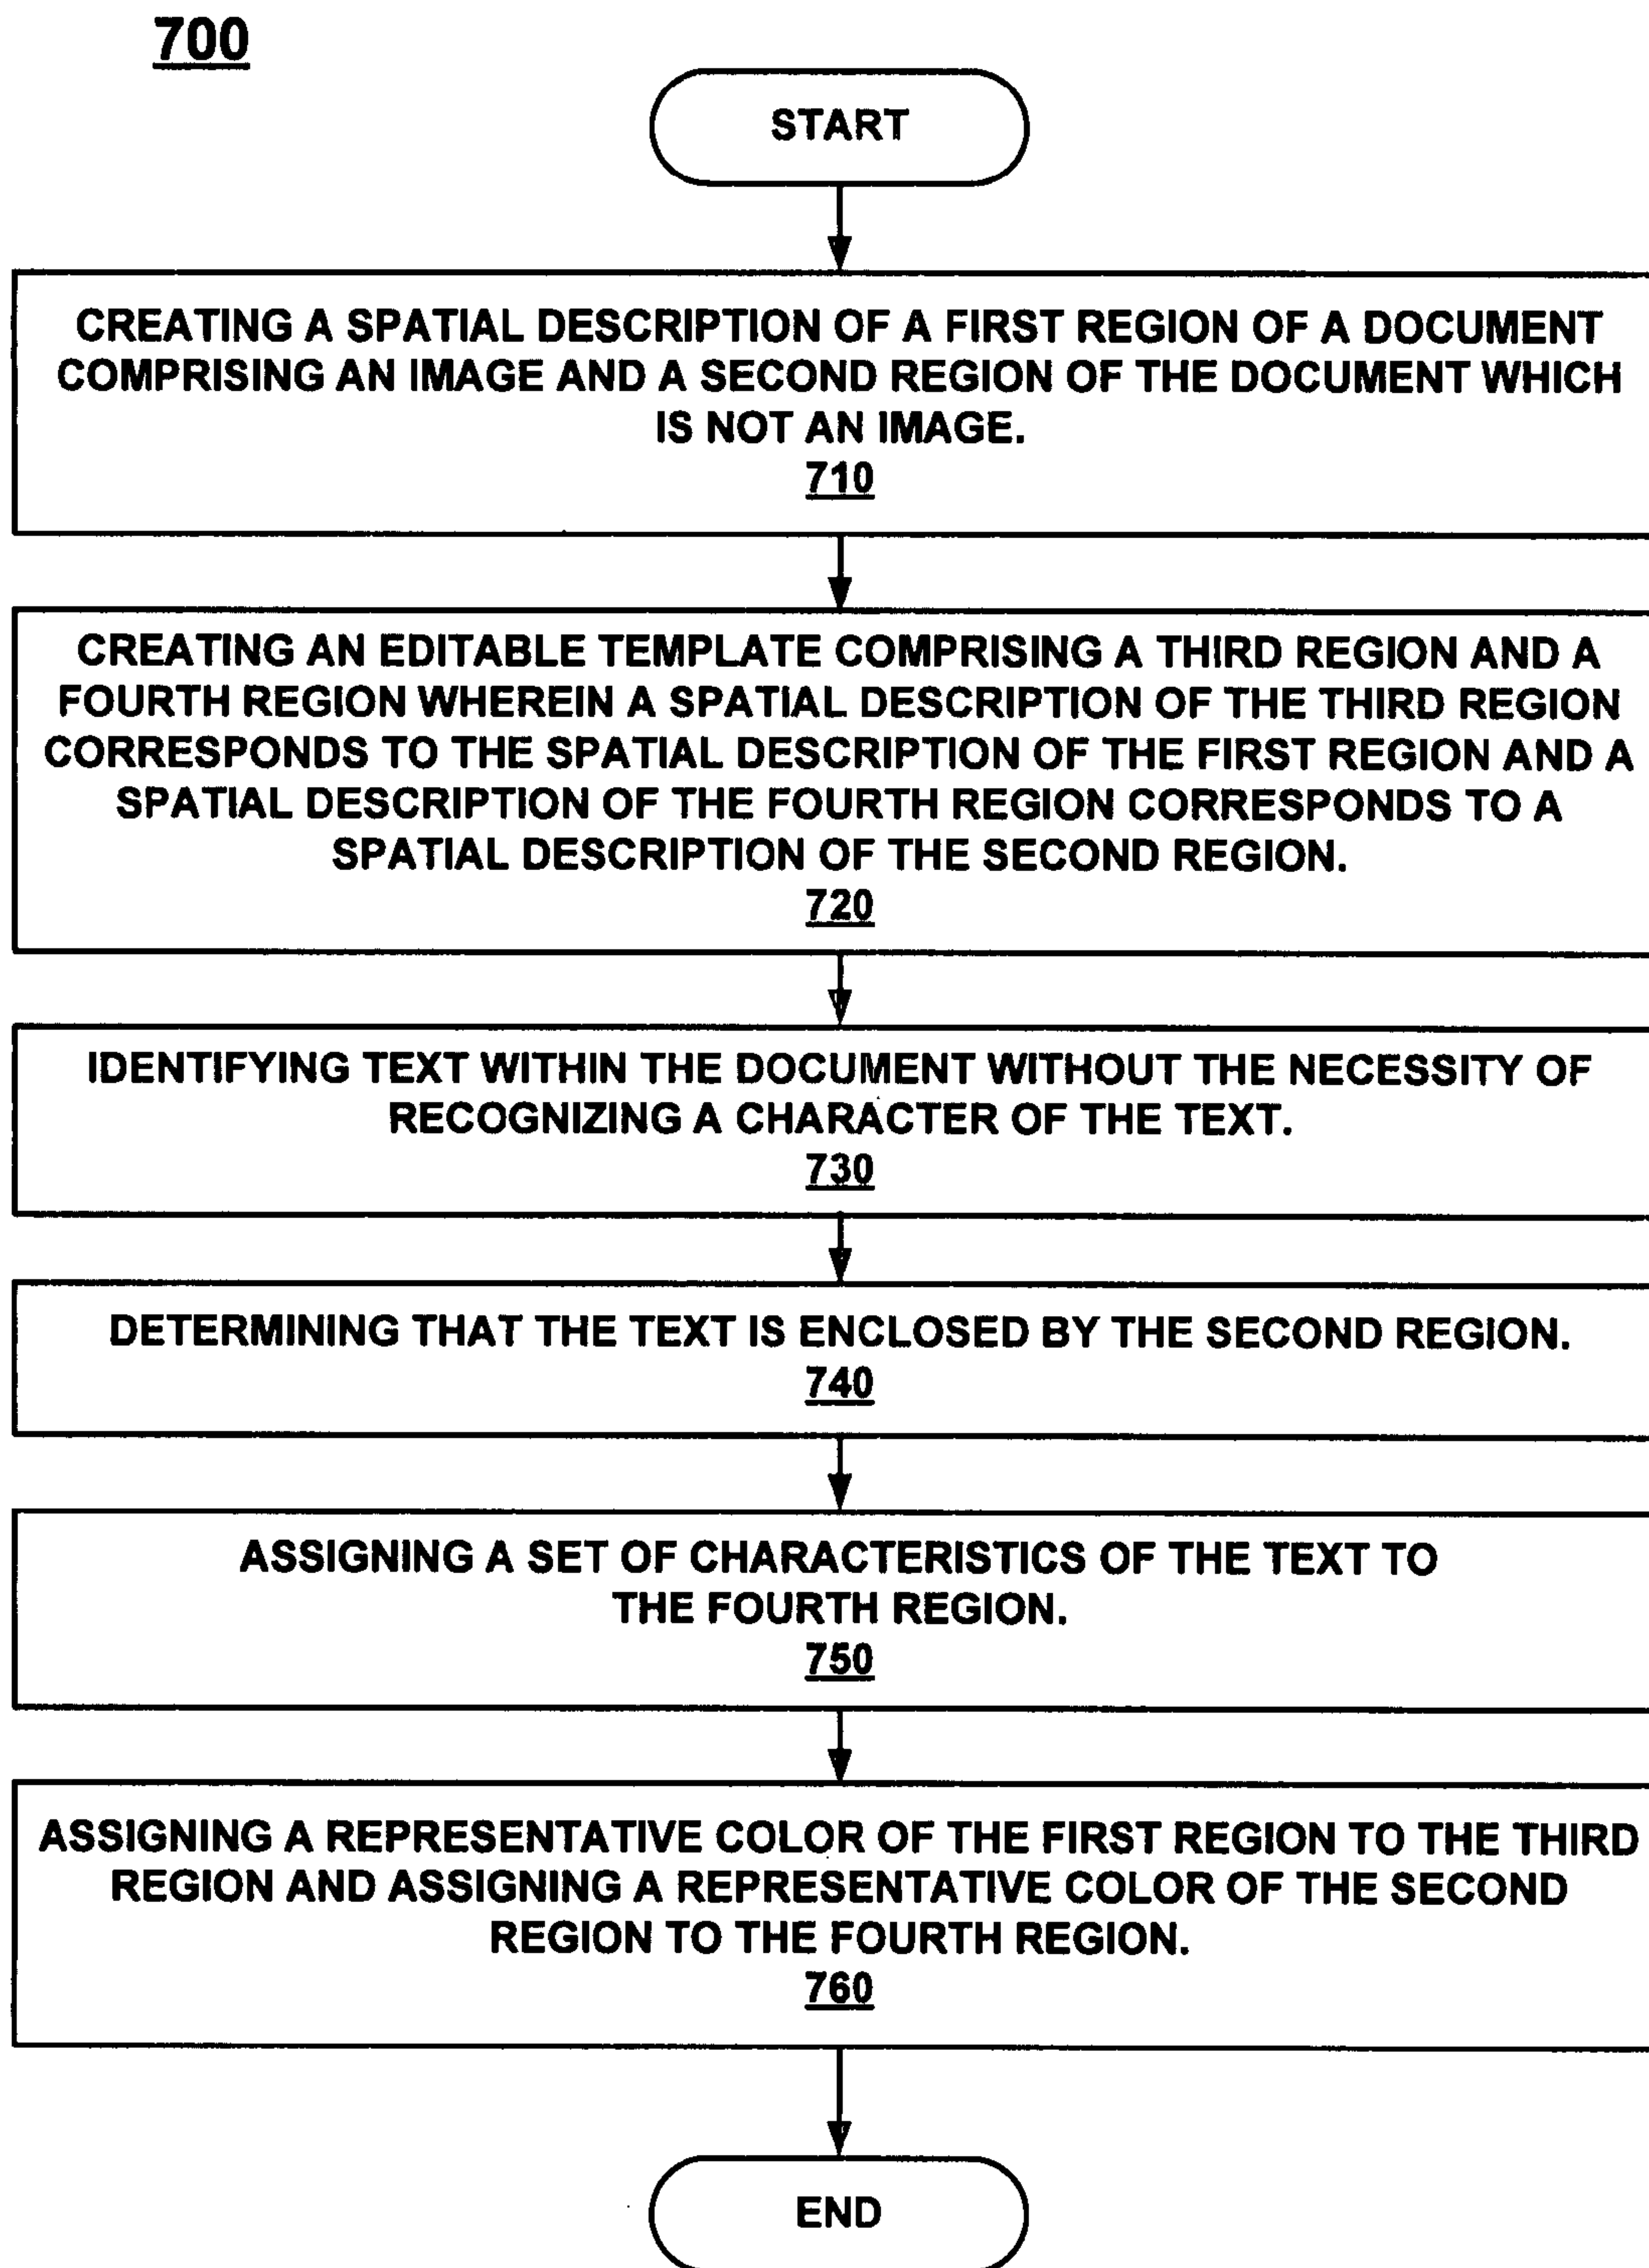 700
START
CREATING A SPATIAL DESCRIPTION OF A FIRST REGION OF A DOCUMENT
COMPRISING AN IMAGE AND A SECOND REGION OF THE DOCUMENT WHICH
IS NOT AN IMAGE.
710
CREATING AN EDITABLE TEMPLATE COMPRISING A THIRD REGION AND A
FOURTH REGION WHEREIN A SPATIAL DESCRIPTION OF THE THIRD REGION
CORRESPONDS TO THE SPATIAL DESCRIPTION OF THE FIRST REGION AND A
SPATIAL DESCRIPTION OF THE FOURTH REGION CORRESPONDS TO A
SPATIAL DESCRIPTION OF THE SECOND REGION.
720
IDENTIFYING TEXT WITHIN THE DOCUMENT WITHOUT THE NECESSITY OF
RECOGNIZING A CHARACTER OF THE TEXT.
730
DETERMINING THAT THE TEXT IS ENCLOSED BY THE SECOND REGION.
740
ASSIGNING A SET OF CHARACTERISTICS OF THE TEXT TO
THE FOURTH REGION.
750
ASSIGNING A REPRESENTATIVE COLOR OF THE FIRST REGION TO THE THIRD
REGION AND ASSIGNING A REPRESENTATIVE COLOR OF THE SECOND
REGION TO THE FOURTH REGION.
760
END